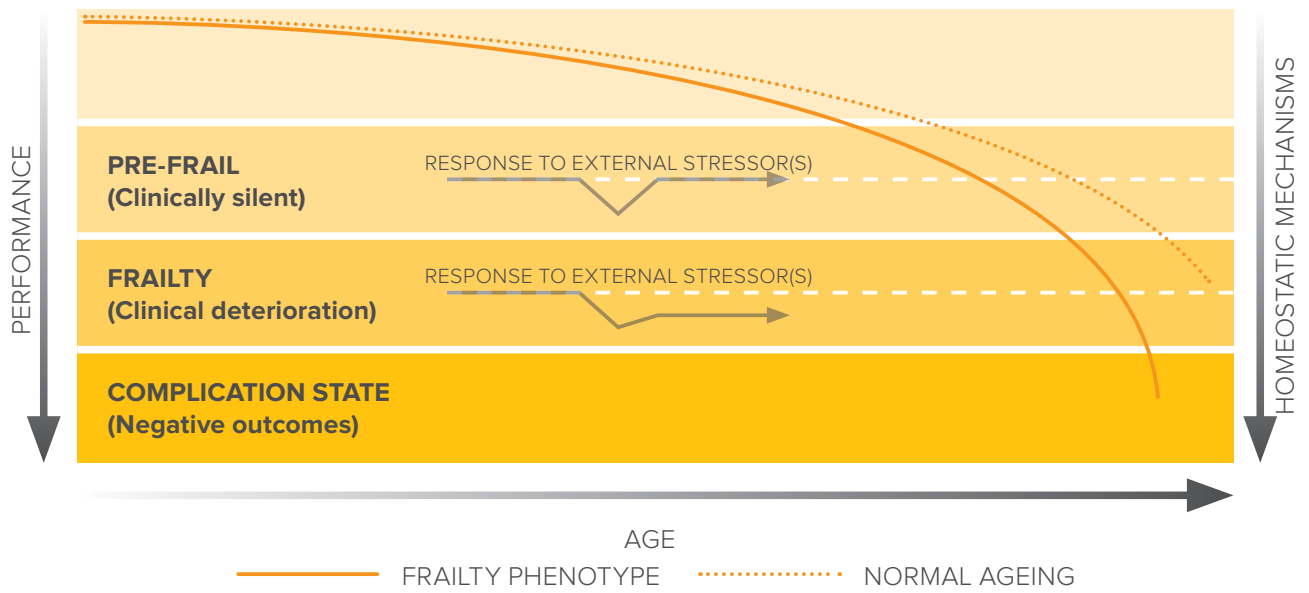 PERFORMANCE
HOMEOSTATIC MECHANISMS
PRE-FRAIL
(Clinically silent)
RESPONSE TO EXTERNAL STRESSOR(S)
FRAILTY
(Clinical deterioration)
RESPONSE TO EXTERNAL STRESSOR(S)
COMPLICATION STATE
(Negative outcomes)
AGE
FRAILTY PHENOTYPE
NORMAL AGEING